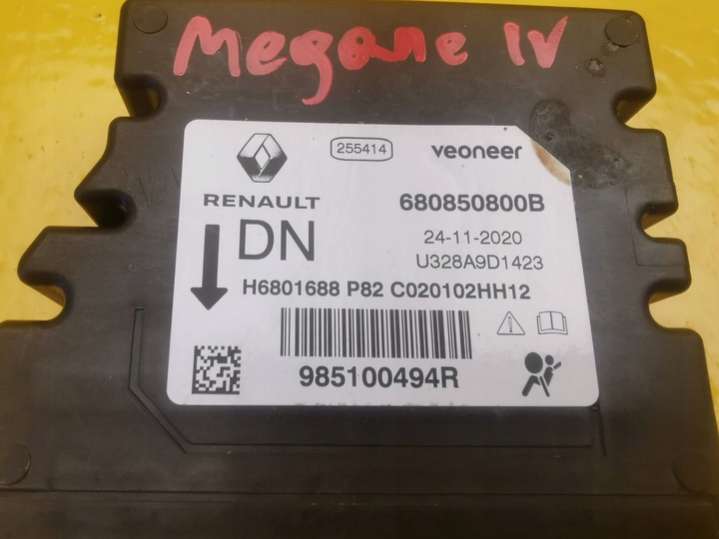 Megane IV
255414 veoneer
RENAULT 680850800B
DN 24-11-2020
U328A9D1423
H6801688 P82 C020102HH12
985100494R